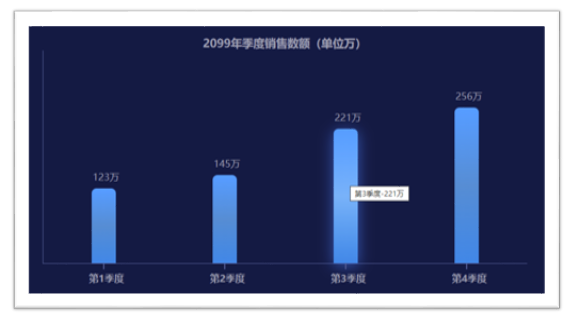 2099年季度销售数额（单位万）
256万
221万
145万
123万
第3季度-221万
第1季度
第2季度
第3季度
第4季度